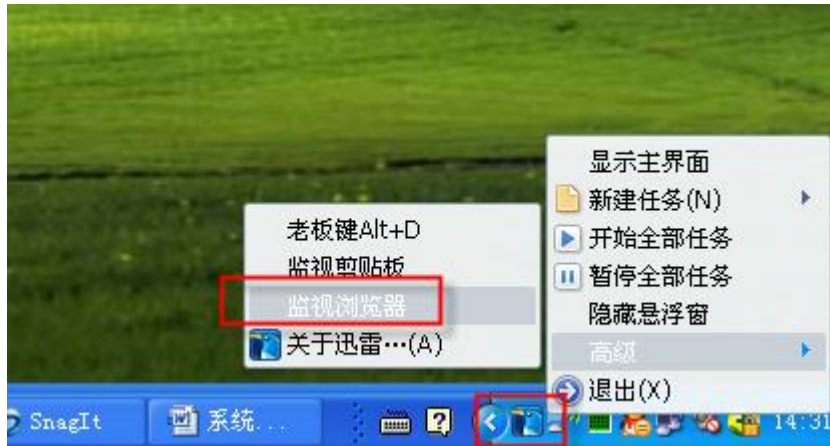 显示主界面
新建任务(N)
开始全部任务
暂停全部任务
隐藏悬浮窗
高级
退出(X)
老板键Alt+D
监视剪贴板
监视浏览器
关于迅雷…(A)
SnagIt
系统...
14:31